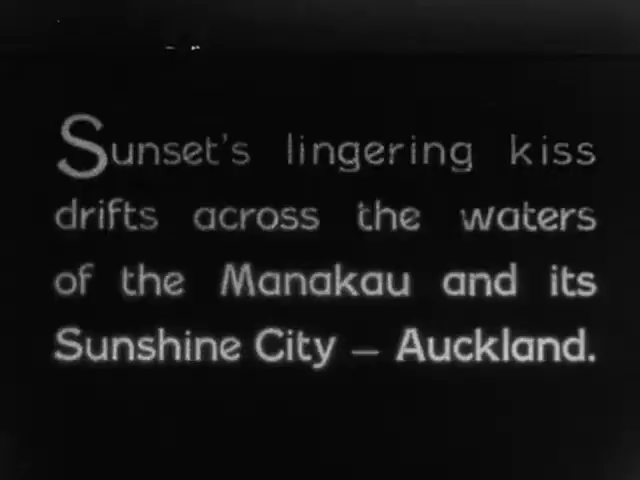 Sunset's lingering kiss
drifts across the waters
of the Manakau and its
Sunshine City – Auckland.